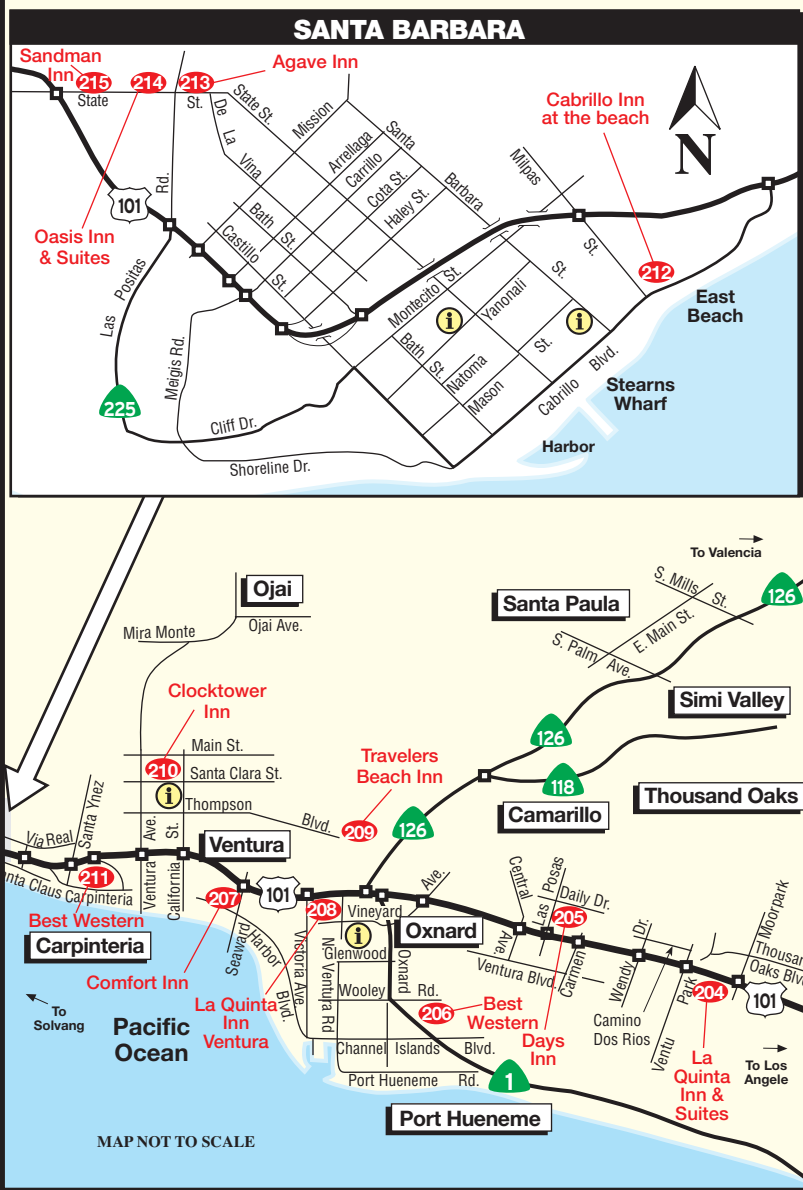 SANTA BARBARA
Sandman
Inn
215
214
213
Agave Inn
State
St.
State St.
De La Vina
Mission
Santa Barbara St.
Arrellaga
Carrillo
Cota St.
Haley St.
Bath St.
Castillo St.
Milpas St.
Cabrillo Inn
at the beach
N
101
Oasis Inn
& Suites
Las Positas Rd.
212
East
Beach
Montecito St.
Yanonali St.
i
i
Bath St.
Natoma
Mason
Cabrillo Blvd.
Stearns
Wharf
Harbor
Meigis Rd.
225
Cliff Dr.
Shoreline Dr.
To Valencia
Ojai
Ojai Ave.
Mira Monte
Santa Paula
S. Mills St.
E. Main St.
S. Palm Ave.
126
Simi Valley
Clocktower
Inn
Main St.
210
Santa Clara St.
i
Thompson Blvd.
Travelers
Beach Inn
209
126
126
118
Camarillo
Thousand Oaks
Via Real
Santa Ynez
Ventura Ave.
California St.
Ventura
nta Claus
Carpinteria
211
Best Western
Carpinteria
207
Comfort Inn
Seaward
101
Harbor Blvd.
208
La Quinta
Inn
Ventura
Victoria Ave.
N. Ventura Rd
Vineyard Ave.
i
Glenwood
Oxnard
Oxnard
Wooley Rd.
206
Best
Western
Central Ave
Las Posas
Daily Dr.
205
Days
Inn
Ventura Blvd.
Carmen
Wendy Dr.
Camino
Dos Rios
Ventu Park
Moorpark
Thousan
Oaks Blv
204
101
La
Quinta
Inn &
Suites
To Los
Angele
To
Solvang
Pacific
Ocean
Channel Islands Blvd.
Port Hueneme Rd.
1
Port Hueneme
MAP NOT TO SCALE